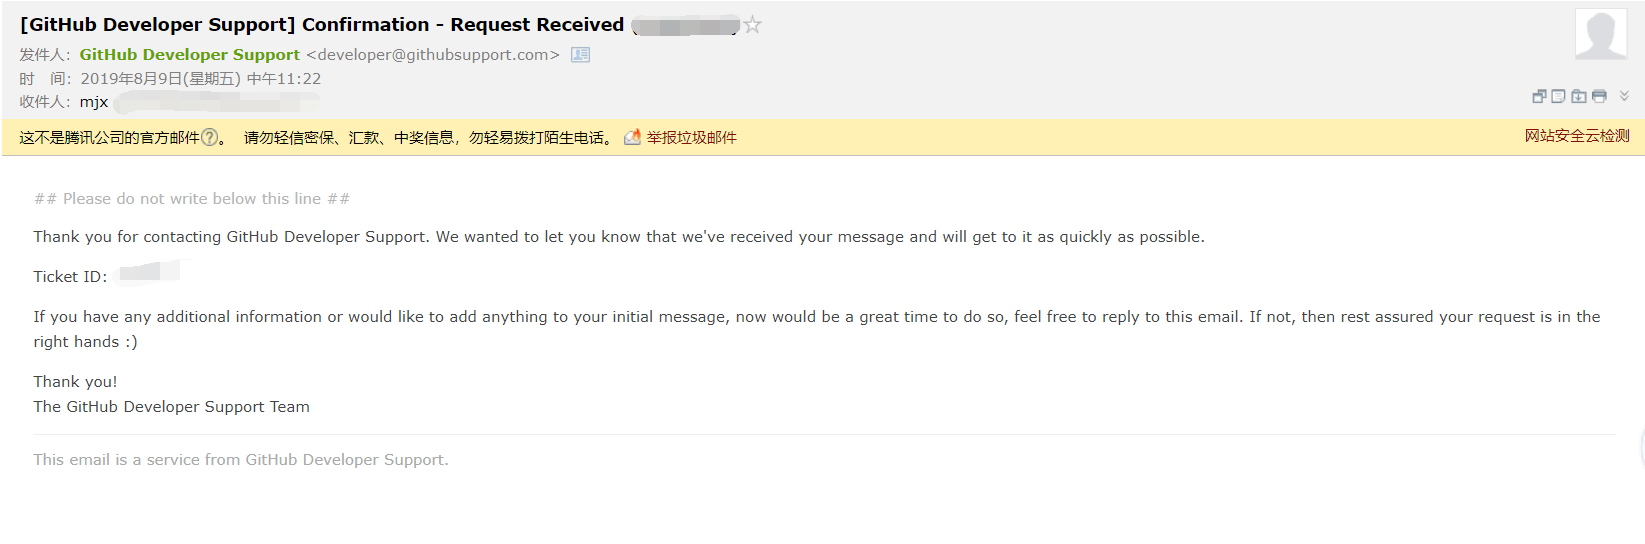 [GitHub Developer Support] Confirmation - Request Received
发件人：GitHub Developer Support <developer@githubsupport.com>
时　间：2019年8月9日(星期五) 中午11:22
收件人：mjx
这不是腾讯公司的官方邮件?。 请勿轻信密保、汇款、中奖信息，勿轻易拨打陌生电话。 举报垃圾邮件 网站安全云检测
## Please do not write below this line ##
Thank you for contacting GitHub Developer Support. We wanted to let you know that we've received your message and will get to it as quickly as possible.
Ticket ID:
If you have any additional information or would like to add anything to your initial message, now would be a great time to do so, feel free to reply to this email. If not, then rest assured your request is in the
right hands :)
Thank you!
The GitHub Developer Support Team
This email is a service from GitHub Developer Support.